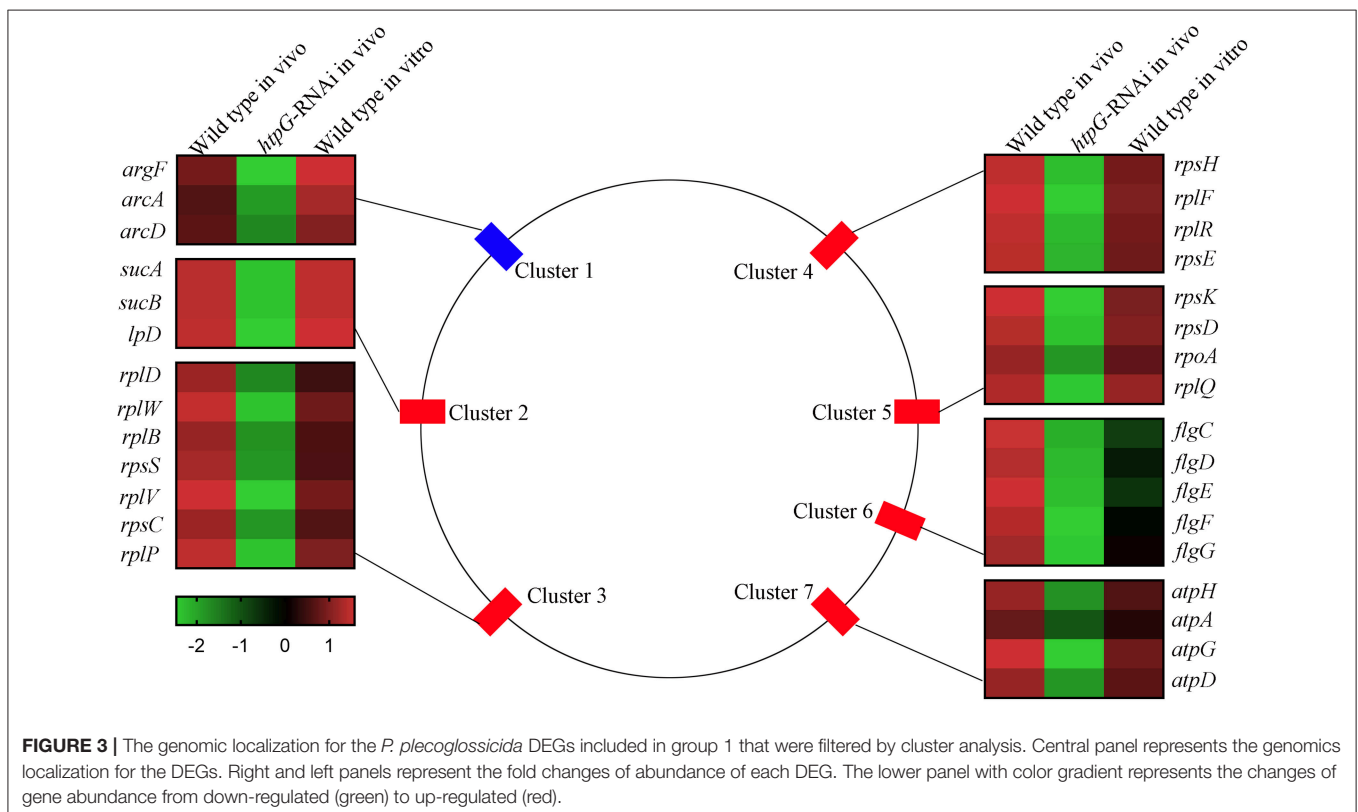 Wild type in vivo
htpG-RNAi in vivo
Wild type in vitro
argF
arcA
arcD
sucA
sucB
lpD
rplD
rplW
rplB
rpsS
rplV
rpsC
rplP
-2 -1 0 1
Cluster 1
Cluster 2
Cluster 3
Cluster 4
Cluster 5
Cluster 6
Cluster 7
Wild type in vivo
htpG-RNAi in vivo
Wild type in vitro
rpsH
rplF
rplR
rpsE
rpsK
rpsD
rpoA
rplQ
flgC
flgD
flgE
flgF
flgG
atpH
atpA
atpG
atpD
FIGURE 3 | The genomic localization for the P. plecoglossicida DEGs included in group 1 that were filtered by cluster analysis. Central panel represents the genomics
localization for the DEGs. Right and left panels represent the fold changes of abundance of each DEG. The lower panel with color gradient represents the changes of
gene abundance from down-regulated (green) to up-regulated (red).